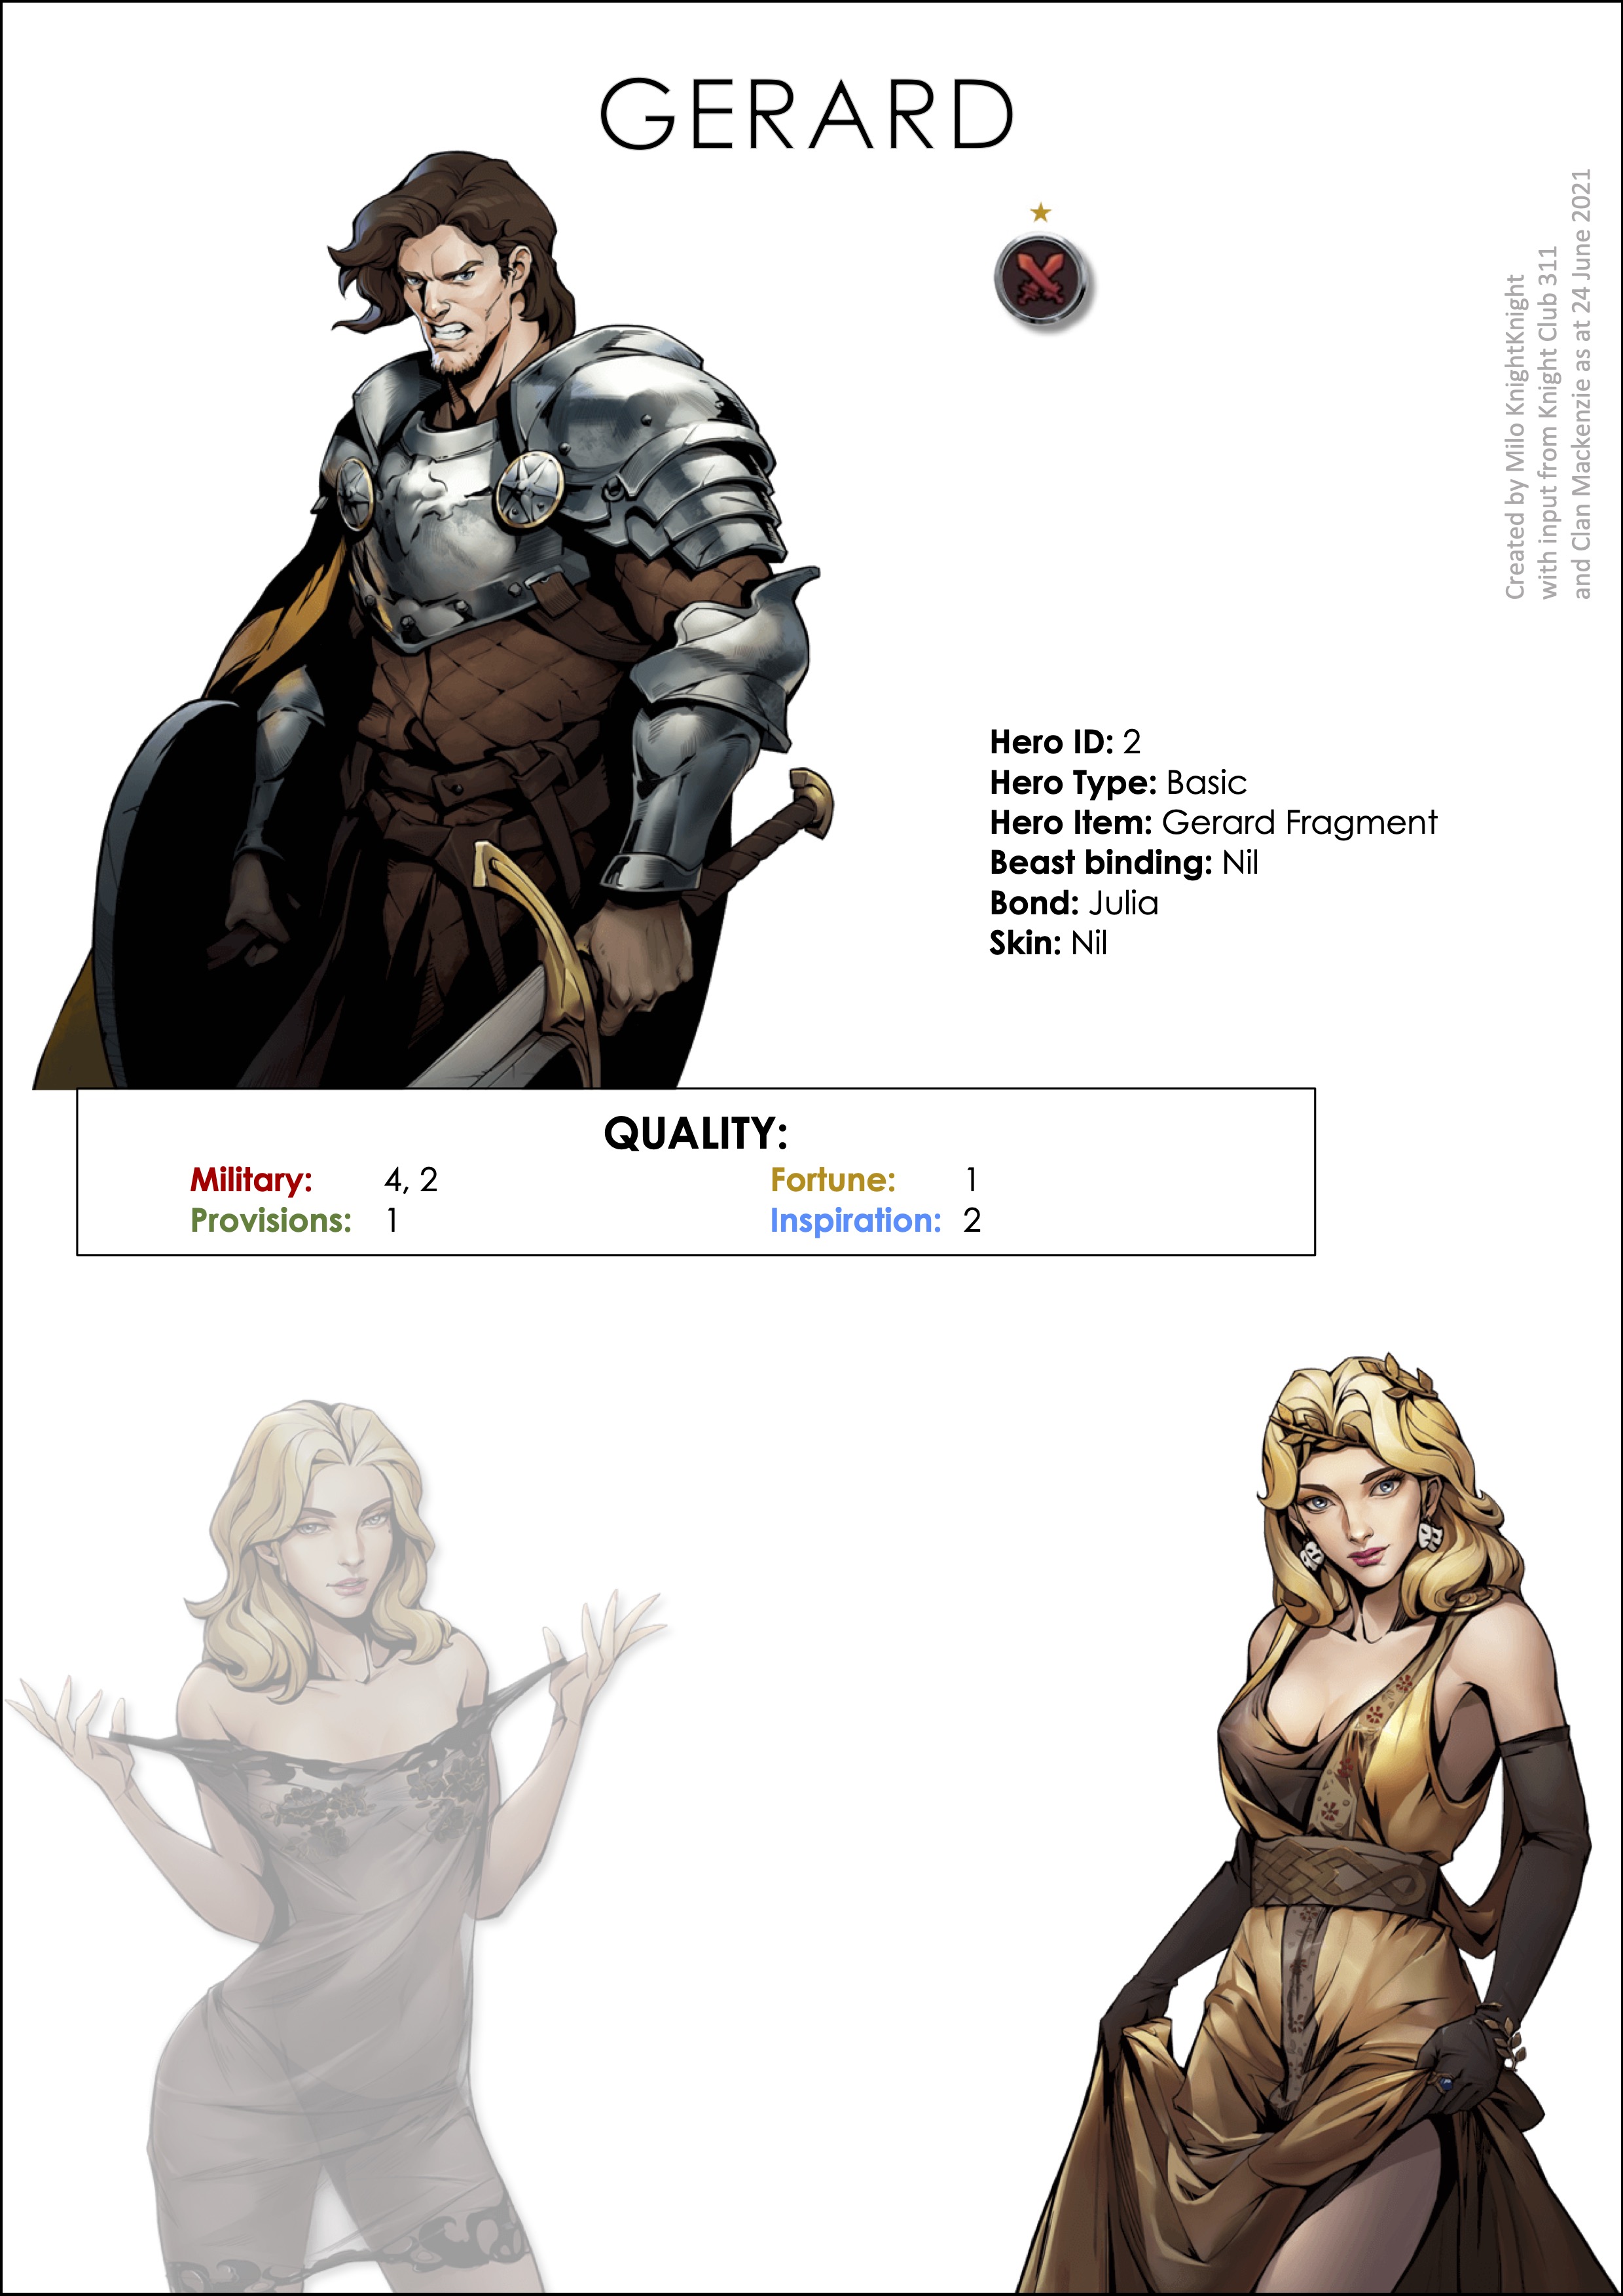 GERARD
Created by Milo KnightKnight
with input from Knight Club 311
and Clan Mackenzie as at 24 June 2021
Hero ID: 2
Hero Type: Basic
Hero Item: Gerard Fragment
Beast binding: Nil
Bond: Julia
Skin: Nil
QUALITY:
Military: 4, 2 Fortune: 1
Provisions: 1 Inspiration: 2